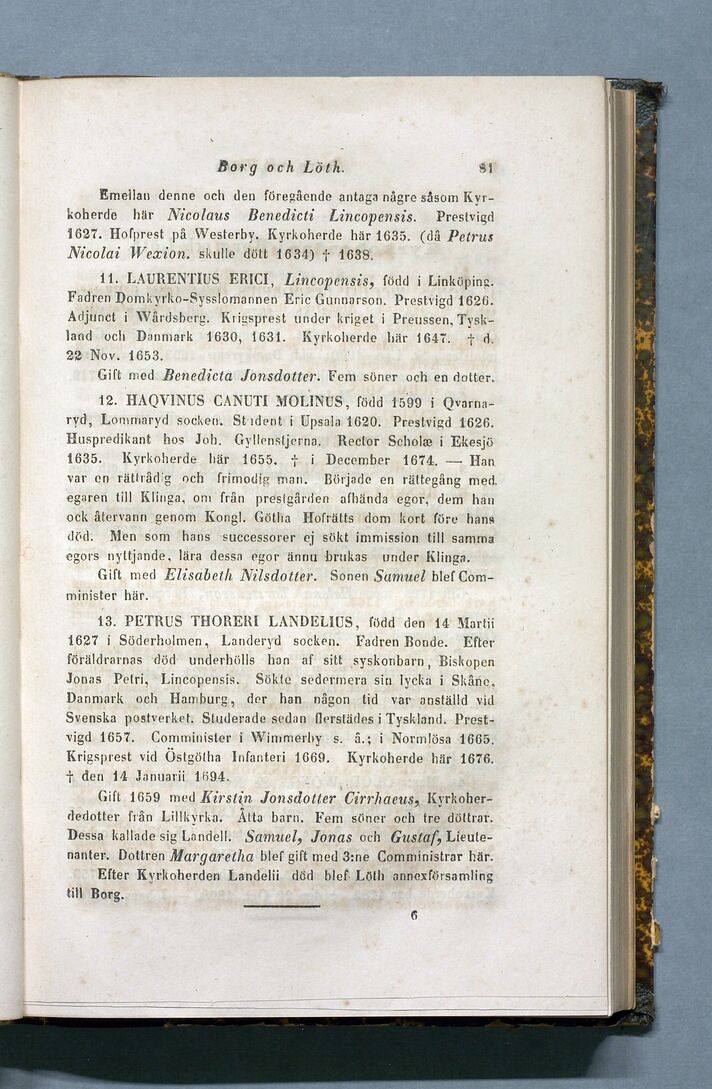 Borg och Löth. 81
Emellan denne och den föregående antaga någre såsom Kyr-
koherde här Nicolaus Benedicti Lincopensis. Prestvigd
1627. Hofprest på Westerby. Kyrkoherde här 1635. (då Petrus
Nicolai Wexion. skulle dött 1634) † 1638.
11. LAURENTIUS ERICI, Lincopensis, född i Linköping.
Fadren Domkyrko-Sysslomannen Eric Gunnarson. Prestvigd 1626.
Adjunct i Wårdsberg. Krigsprest under kriget i Preussen, Tysk-
land och Danmark 1630, 1631. Kyrkoherde här 1647. † d.
22 Nov. 1653.
Gift med Benedicta Jonsdotter. Fem söner och en dotter.
12. HAQVINUS CANUTI MOLINUS, född 1599 i Qvarna-
ryd, Lommaryd socken. Student i Upsala 1620. Prestvigd 1626.
Huspredikant hos Joh. Gyllenstjerna. Rector Scholæ i Ekesjö
1635. Kyrkoherde här 1655. † i December 1674. — Han
var en rättrådig och frimodig man. Började en rättegång med.
egaren till Klinga, om från prestgården afhända egor, dem han
ock återvann genom Kongl. Götha Hofrätts dom kort före hans
död. Men som hans successorer ej sökt immission till samma
egors nyttjande, lära dessa egor ännu brukas under Klinga.
Gift med Elisabeth Nilsdotter. Sonen Samuel blef Com-
minister här.
13. PETRUS THORERI LANDELIUS, född den 14 Martii
1627 i Söderholmen, Landeryd socken. Fadren Bonde. Efter
föräldrarnas död underhölls han af sitt syskonbarn, Biskopen
Jonas Petri, Lincopensis. Sökte sedermera sin lycka i Skåne,
Danmark och Hamburg, der han någon tid var anställd vid
Svenska postverket. Studerade sedan flerstädes i Tyskland. Prest-
vigd 1657. Comminister i Wimmerby s. å.; i Normlösa 1665.
Krigsprest vid Östgötha Infanteri 1669. Kyrkoherde här 1676.
† den 14 Januarii 1694.
Gift 1659 med Kirstin Jonsdotter Cirrhaeus, Kyrkoher-
dedotter från Lillkyrka. Åtta barn. Fem söner och tre döttrar.
Dessa kallade sig Landell. Samuel, Jonas och Gustaf, Lieute-
nanter. Dottren Margaretha blef gift med 3:ne Comministrar här.
Efter Kyrkoherden Landelii död blef Löth annexförsamling
till Borg.
6